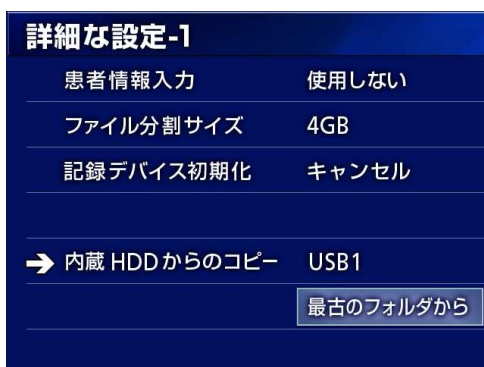 詳細な設定-1
患者情報入力 使用しない
ファイル分割サイズ 4GB
記録デバイス初期化 キャンセル
➔ 内蔵 HDDからのコピー USB1
最古のフォルダから